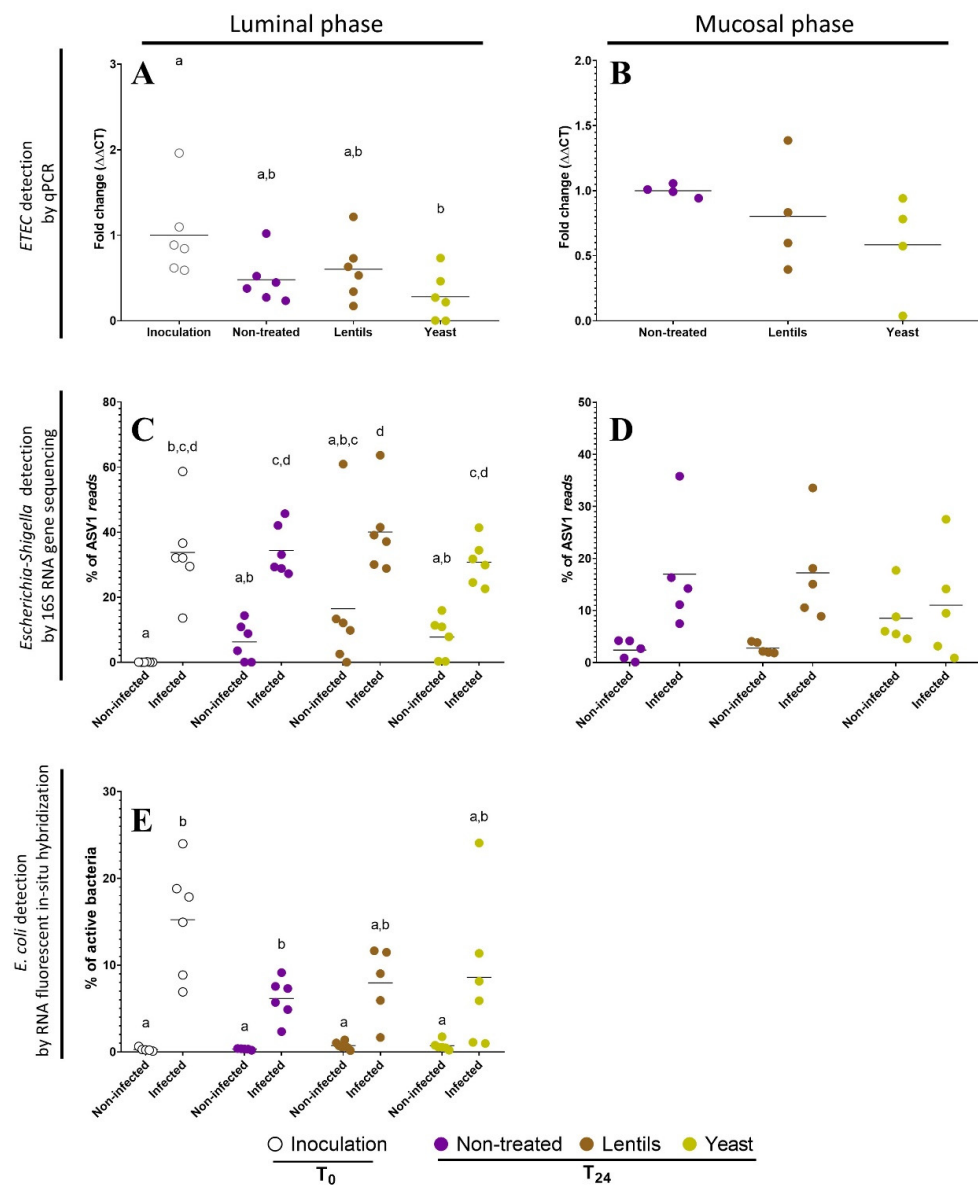 Luminal phase
Mucosal phase
ETEC detection
by qPCR
A
Fold change (ΔΔCT)
3
2
1
0
a
a,b
a,b
b
Inoculation
Non-treated
Lentils
Yeast
B
Fold change (ΔΔCT)
2.0
1.5
1.0
0.5
0.0
Non-treated
Lentils
Yeast
Escherichia-Shigella detection
by 16S RNA gene sequencing
C
% of ASV1 reads
80
60
40
20
0
a
b,c,d
a,b
c,d
a,b,c
d
a,b
c,d
Non-infected
Infected
Non-infected
Infected
Non-infected
Infected
Non-infected
Infected
D
% of ASV1 reads
50
40
30
20
10
0
Non-infected
Infected
Non-infected
Infected
Non-infected
Infected
E. coli detection
by RNA fluorescent in-situ hybridization
E
% of active bacteria
30
20
10
0
a
b
a
b
a
a,b
a
a,b
Non-infected
Infected
Non-infected
Infected
Non-infected
Infected
Non-infected
Infected
Inoculation
Non-treated
Lentils
Yeast
T0
T24